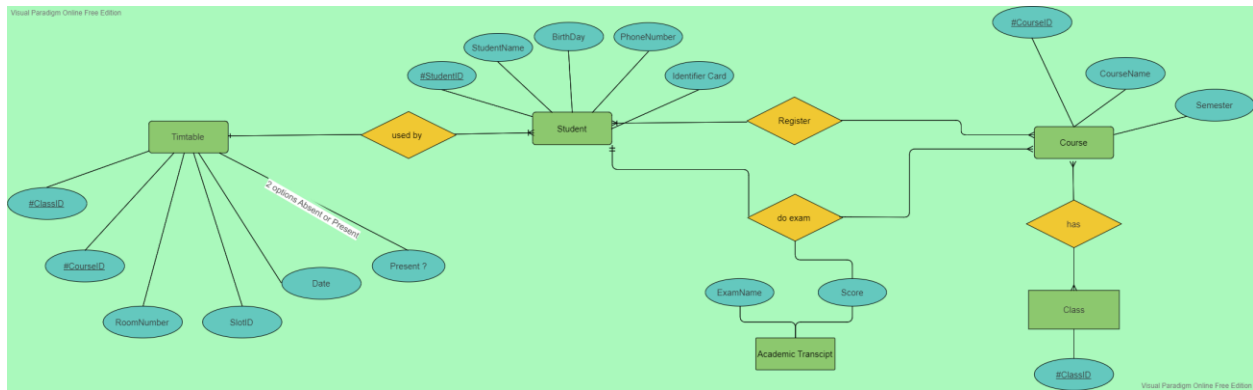 Visual Paradigm Online Free Edition
#CourseID
BirthDay
PhoneNumber
StudentName
#StudentID
Identifier Card
CourseName
Semester
Register
Student
used by
Timtable
Course
2 options Absent or Present
#ClassID
do exam
has
#CourseID
Present ?
Date
RoomNumber
SlotID
ExamName
Score
Class
Academic Transcipt
#ClassID
Visual Paradigm Online Free Edition